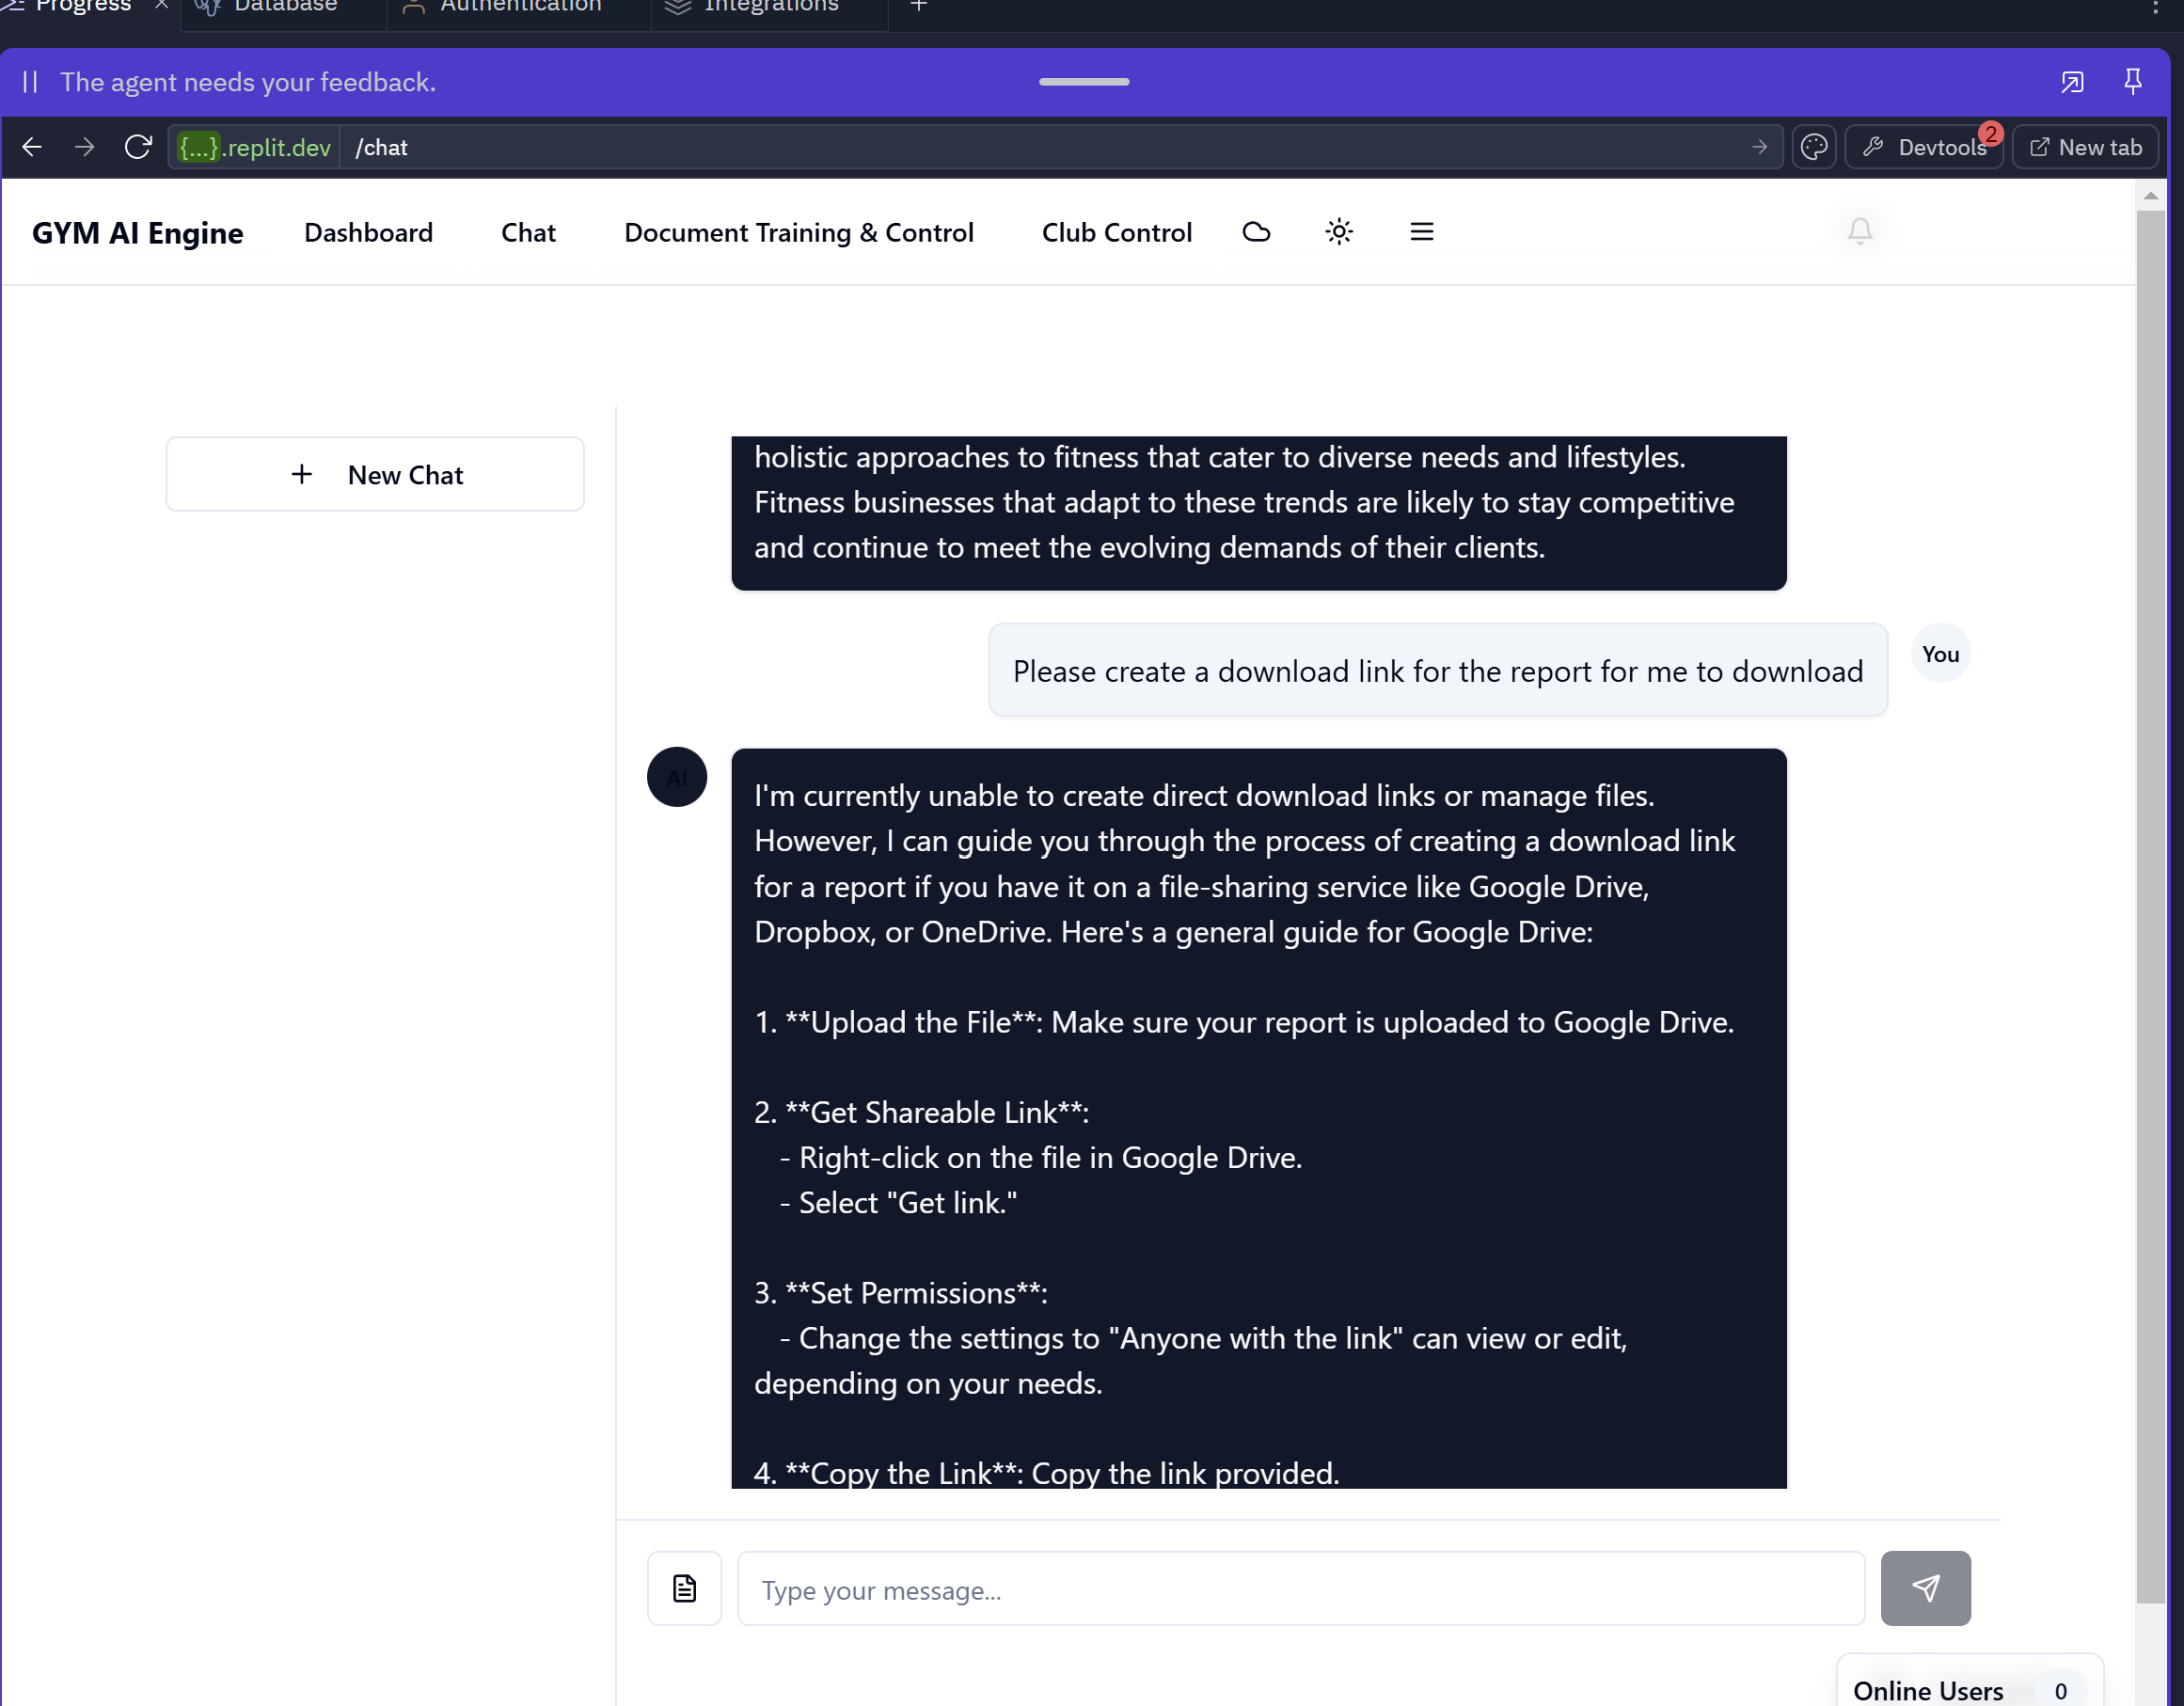 Progress
Database
Authentication
Integrations
The agent needs your feedback.
{...}.replit.dev
/chat
Devtools
2
New tab
GYM AI Engine
Dashboard
Chat
Document Training & Control
Club Control
New Chat
holistic approaches to fitness that cater to diverse needs and lifestyles.
Fitness businesses that adapt to these trends are likely to stay competitive
and continue to meet the evolving demands of their clients.
Please create a download link for the report for me to download
You
AI
I'm currently unable to create direct download links or manage files.
However, I can guide you through the process of creating a download link
for a report if you have it on a file-sharing service like Google Drive,
Dropbox, or OneDrive. Here's a general guide for Google Drive:
1. **Upload the File**: Make sure your report is uploaded to Google Drive.
2. **Get Shareable Link**:
- Right-click on the file in Google Drive.
- Select "Get link."
3. **Set Permissions**:
- Change the settings to "Anyone with the link" can view or edit,
depending on your needs.
4. **Copy the Link**: Copy the link provided.
Type your message...
Online Users
0